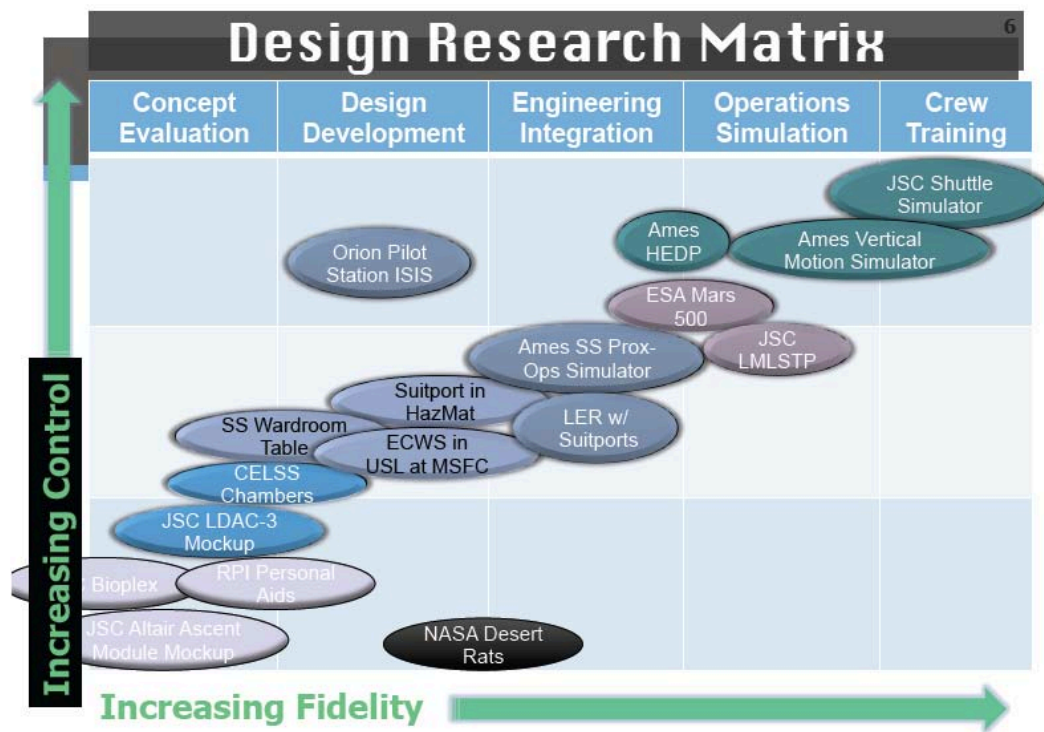 6
Design Research Matrix
Concept
Evaluation
Design
Development
Engineering
Integration
Operations
Simulation
Crew
Training
JSC Shuttle
Simulator
Ames
HEDP
Ames Vertical
Motion Simulator
Orion Pilot
Station ISIS
ESA Mars
500
JSC
LMLSTP
Ames SS Prox-
Ops Simulator
Suitport in
HazMat
LER w/
Suitports
SS Wardroom
Table
ECWS in
USL at MSFC
CELSS
Chambers
JSC LDAC-3
Mockup
Bioplex
RPI Personal
Aids
JSC Altair Ascent
Module Mockup
NASA Desert
Rats
Increasing Control
Increasing Fidelity